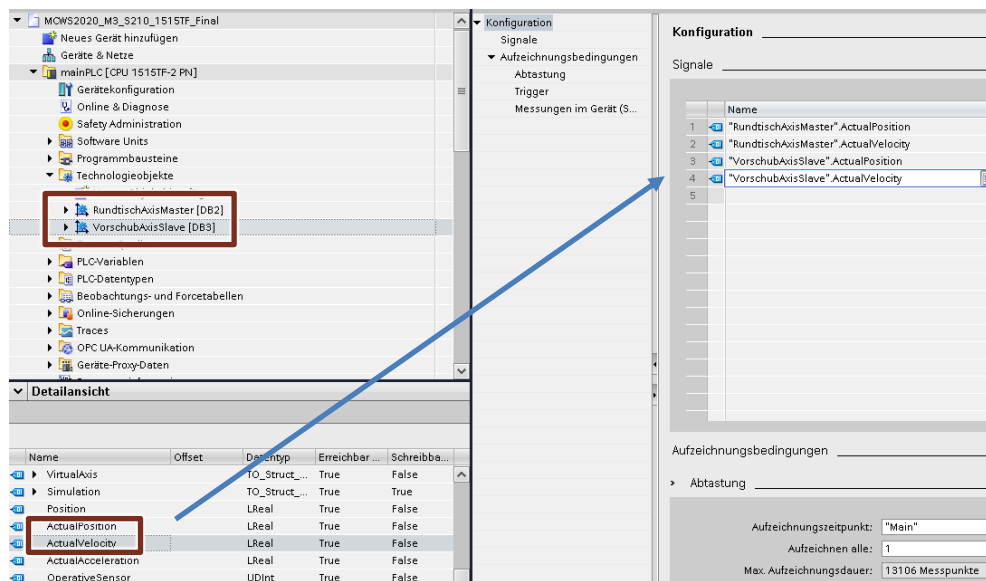 MCWS2020_M3_S210_1515TF_Final
Neues Gerät hinzufügen
Geräte & Netze
mainPLC [CPU 1515TF-2 PN]
Gerätekonfiguration
Online & Diagnose
Safety Administration
Software Units
Programmbausteine
Technologieobjekte
RundtischAxisMaster [DB2]
VorschubAxisSlave [DB3]
PLC-Variablen
PLC-Datentypen
Beobachtungs- und Forcetabellen
Online-Sicherungen
Traces
OPC UA-Kommunikation
Geräte-Proxy-Daten
Detailansicht
Name Offset Datentyp Erreichbar ... Schreibba...
VirtualAxis TO_Struct_... True False
Simulation TO_Struct_... True True
Position LReal True False
ActualPosition LReal True False
ActualVelocity LReal True False
ActualAcceleration LReal True False
OperativeSensor UDInt True False
Konfiguration
Signale
Aufzeichnungsbedingungen
Abtastung
Trigger
Messungen im Gerät (S...
Konfiguration
Signale
Name
1 "RundtischAxisMaster".ActualPosition
2 "RundtischAxisMaster".ActualVelocity
3 "VorschubAxisSlave".ActualPosition
4 "VorschubAxisSlave".ActualVelocity
5
Aufzeichnungsbedingungen
Abtastung
Aufzeichnungszeitpunkt: "Main"
Aufzeichnen alle: 1
Max. Aufzeichnungsdauer: 13106 Messpunkte